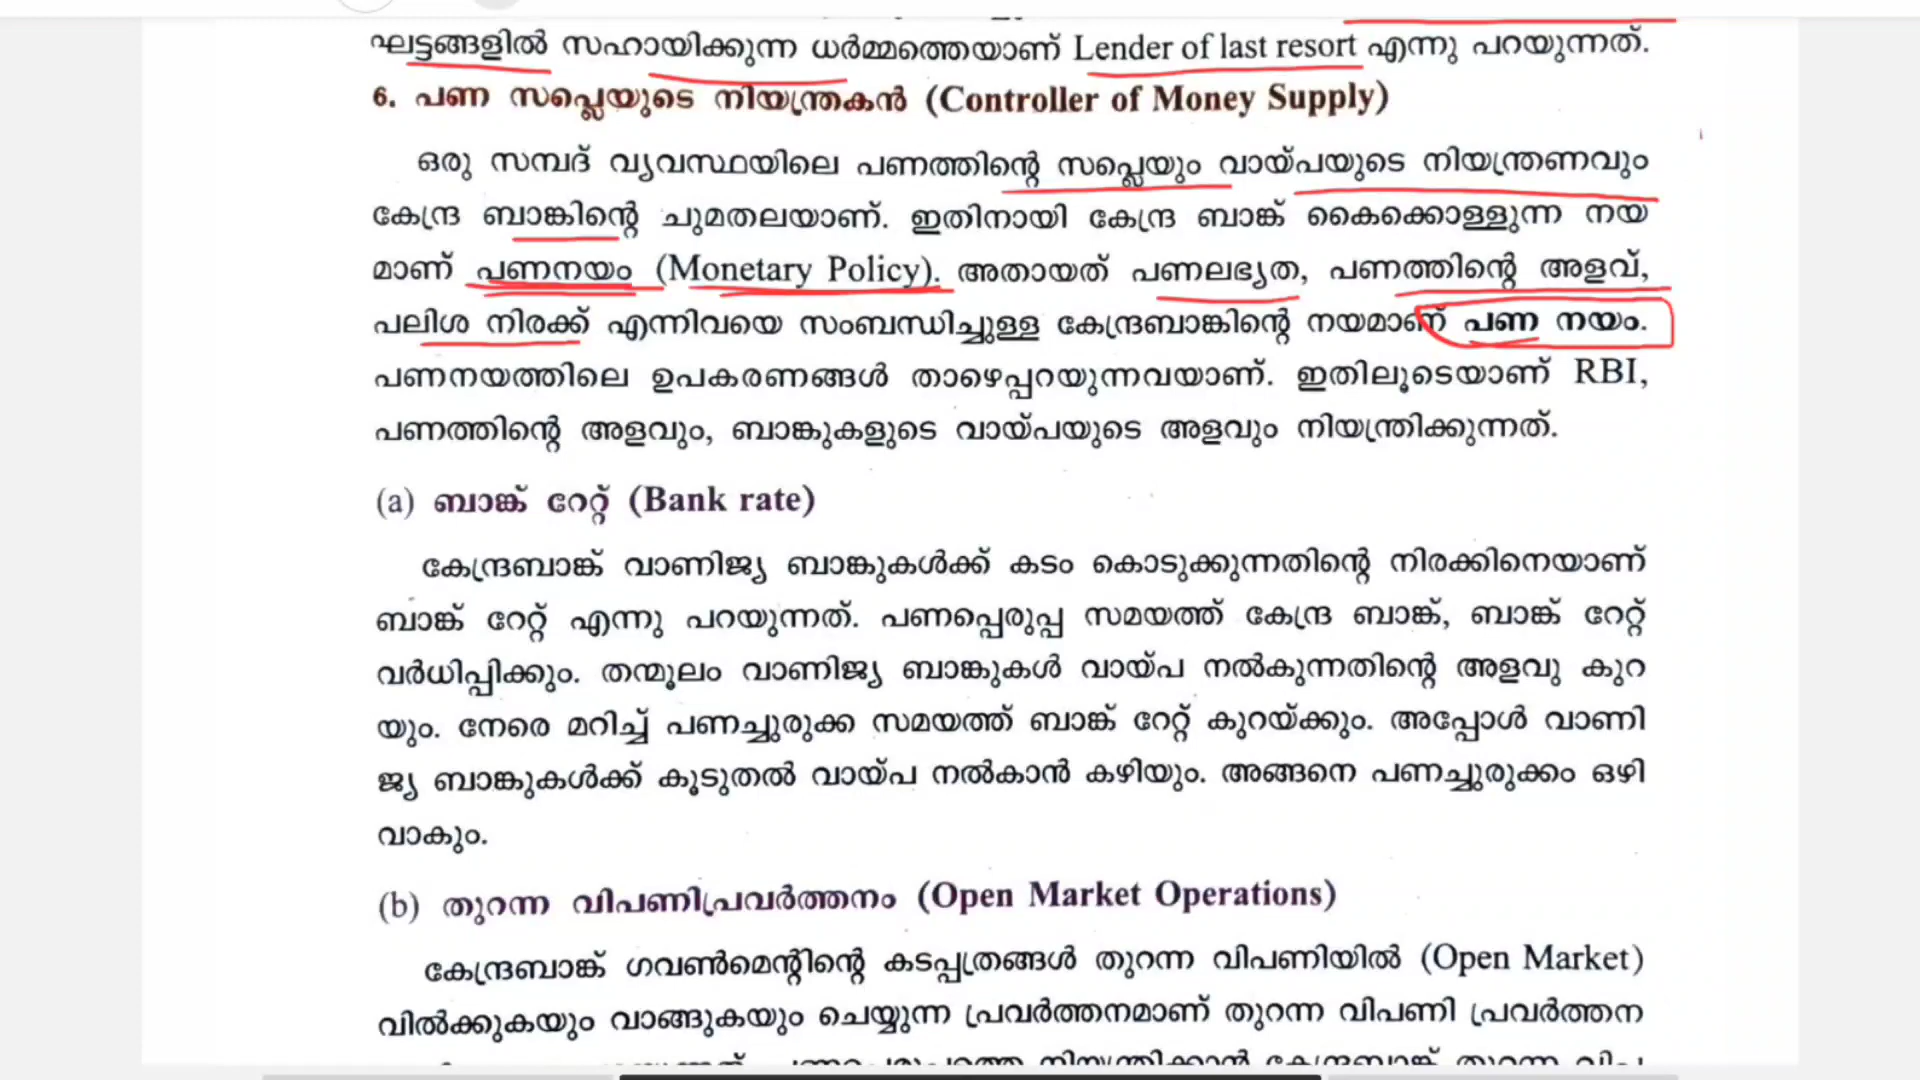 ഘട്ടങ്ങളിൽ സഹായിക്കുന്ന ധർമ്മത്തെയാണ് Lender of last resort എന്നു പറയുന്നത്.
6. പണ സപ്ലൈയുടെ നിയന്ത്രകൻ (Controller of Money Supply)
ഒരു സമ്പദ് വ്യവസ്ഥയിലെ പണത്തിന്റെ സപ്ലൈയും വായ്പയുടെ നിയന്ത്രണവും
കേന്ദ്ര ബാങ്കിന്റെ ചുമതലയാണ്. ഇതിനായി കേന്ദ്ര ബാങ്ക് കൈക്കൊള്ളുന്ന നയ
മാണ് പണനയം (Monetary Policy). അതായത് പണലഭ്യത, പണത്തിന്റെ അളവ്,
പലിശ നിരക്ക് എന്നിവയെ സംബന്ധിച്ചുള്ള കേന്ദ്രബാങ്കിന്റെ നയമാണ് പണ നയം.
പണനയത്തിലെ ഉപകരണങ്ങൾ താഴെപ്പറയുന്നവയാണ്. ഇതിലൂടെയാണ് RBI,
പണത്തിന്റെ അളവും, ബാങ്കുകളുടെ വായ്പയുടെ അളവും നിയന്ത്രിക്കുന്നത്.
(a) ബാങ്ക് റേറ്റ് (Bank rate)
കേന്ദ്രബാങ്ക് വാണിജ്യ ബാങ്കുകൾക്ക് കടം കൊടുക്കുന്നതിന്റെ നിരക്കിനെയാണ്
ബാങ്ക് റേറ്റ് എന്നു പറയുന്നത്. പണപ്പെരുപ്പ സമയത്ത് കേന്ദ്ര ബാങ്ക്, ബാങ്ക് റേറ്റ്
വർധിപ്പിക്കും. തന്മൂലം വാണിജ്യ ബാങ്കുകൾ വായ്പ നൽകുന്നതിന്റെ അളവു കുറ
യും. നേരെ മറിച്ച് പണച്ചുരുക്ക സമയത്ത് ബാങ്ക് റേറ്റ് കുറയ്ക്കും. അപ്പോൾ വാണി
ജ്യ ബാങ്കുകൾക്ക് കൂടുതൽ വായ്പ നൽകാൻ കഴിയും. അങ്ങനെ പണച്ചുരുക്കം ഒഴി
വാകും.
(b) തുറന്ന വിപണിപ്രവർത്തനം (Open Market Operations)
കേന്ദ്രബാങ്ക് ഗവൺമെന്റിന്റെ കടപ്പത്രങ്ങൾ തുറന്ന വിപണിയിൽ (Open Market)
വിൽക്കുകയും വാങ്ങുകയും ചെയ്യുന്ന പ്രവർത്തനമാണ് തുറന്ന വിപണി പ്രവർത്തന
നിയന്ത്രിക്കാൻ കേന്ദ്രബാങ്ക് തുറന്ന വിപ